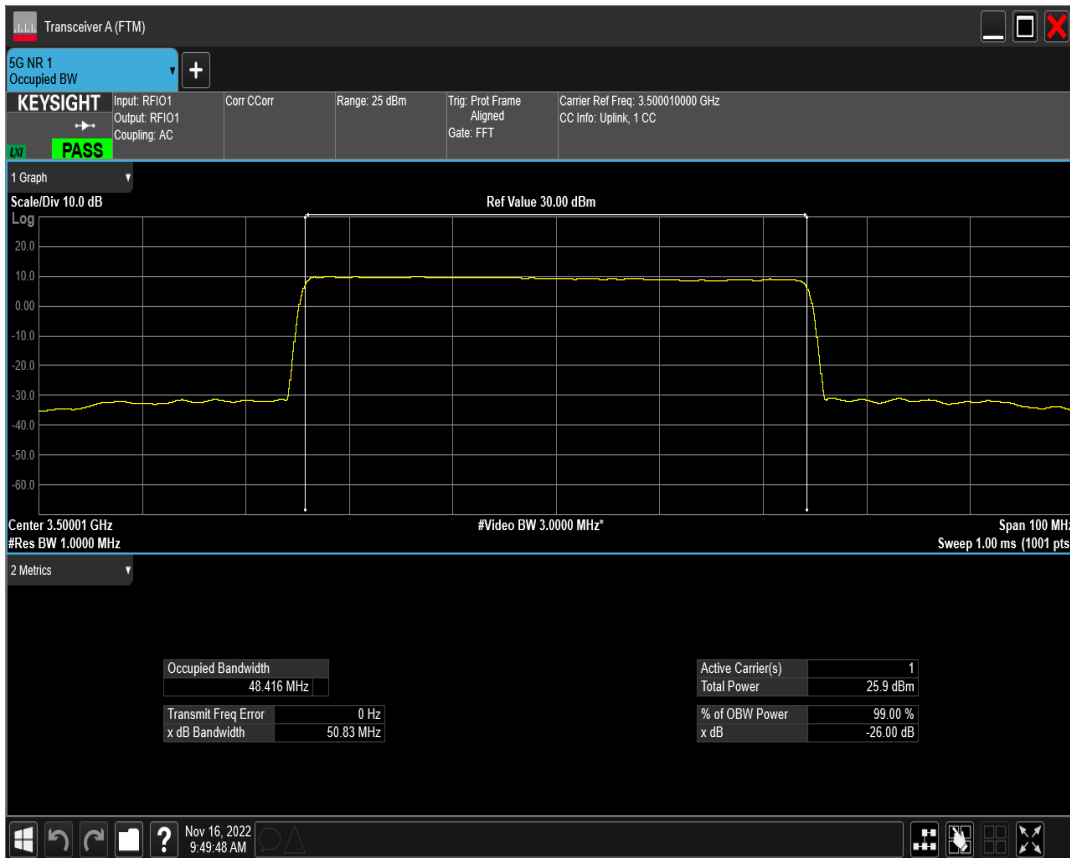 Transceiver A (FTM)
5G NR 1
Occupied BW
+
KEYSIGHT
LXI
PASS
Input: RFIO1
Output: RFIO1
Coupling: AC
Corr CCorr
Range: 25 dBm
Trig: Prot Frame
Aligned
Gate: FFT
Carrier Ref Freq: 3.500010000 GHz
CC Info: Uplink, 1 CC
1 Graph
Scale/Div 10.0 dB
Ref Value 30.00 dBm
Log
20.0
10.0
0.00
-10.0
-20.0
-30.0
-40.0
-50.0
-60.0
Center 3.50001 GHz
#Video BW 3.0000 MHz*
Span 100 MHz
#Res BW 1.0000 MHz
Sweep 1.00 ms (1001 pts
2 Metrics
Occupied Bandwidth
48.416 MHz
Transmit Freq Error 0 Hz
x dB Bandwidth 50.83 MHz
Active Carrier(s) 1
Total Power 25.9 dBm
% of OBW Power 99.00 %
x dB -26.00 dB
?
Nov 16, 2022
9:49:48 AM